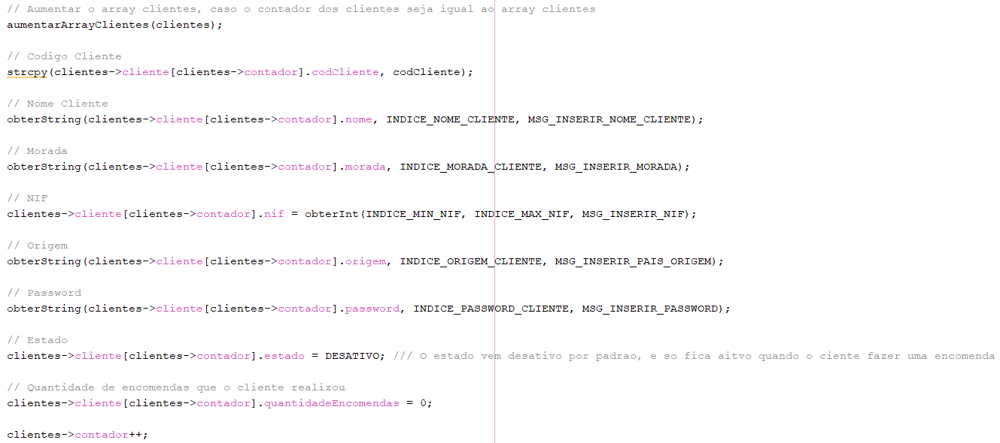 // Aumentar o array clientes, caso o contador dos clientes seja igual ao array clientes
aumentarArrayClientes(clientes);
// Codigo Cliente
strcpy(clientes->cliente[clientes->contador].codCliente, codCliente);
// Nome Cliente
obterString(clientes->cliente[clientes->contador].nome, INDICE_NOME_CLIENTE, MSG_INSERIR_NOME_CLIENTE);
// Morada
obterString(clientes->cliente[clientes->contador].morada, INDICE_MORADA_CLIENTE, MSG_INSERIR_MORADA);
// NIF
clientes->cliente[clientes->contador].nif = obterInt(INDICE_MIN_NIF, INDICE_MAX_NIF, MSG_INSERIR_NIF);
// Origem
obterString(clientes->cliente[clientes->contador].origem, INDICE_ORIGEM_CLIENTE, MSG_INSERIR_PAIS_ORIGEM);
// Password
obterString(clientes->cliente[clientes->contador].password, INDICE_PASSWORD_CLIENTE, MSG_INSERIR_PASSWORD);
// Estado
clientes->cliente[clientes->contador].estado = DESATIVO; /// O estado vem desativo por padrao, e so fica aitvo quando o ciente fazer uma encomenda
// Quantidade de encomendas que o cliente realizou
clientes->cliente[clientes->contador].quantidadeEncomendas = 0;
clientes->contador++;